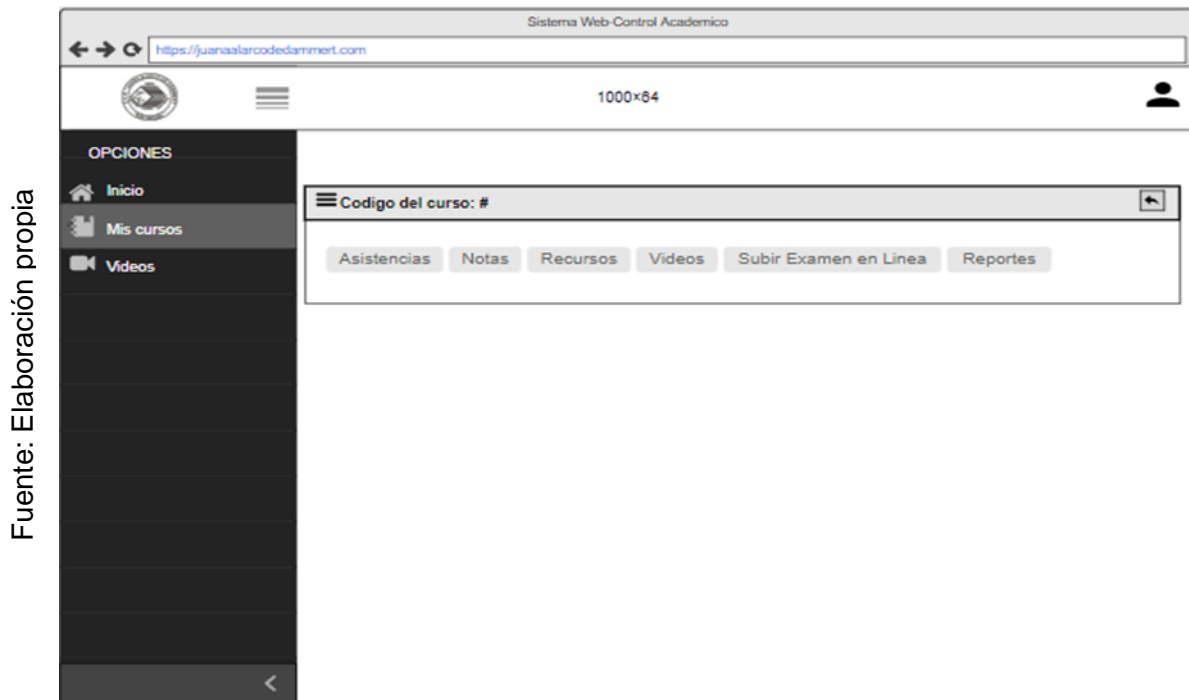 Sistema Web-Control Academico
https://juanaalarcodedammert.com
1000×64
OPCIONES
Inicio
Mis cursos
Videos
Codigo del curso: #
Asistencias Notas Recursos Videos Subir Examen en Linea Reportes
Fuente: Elaboración propia